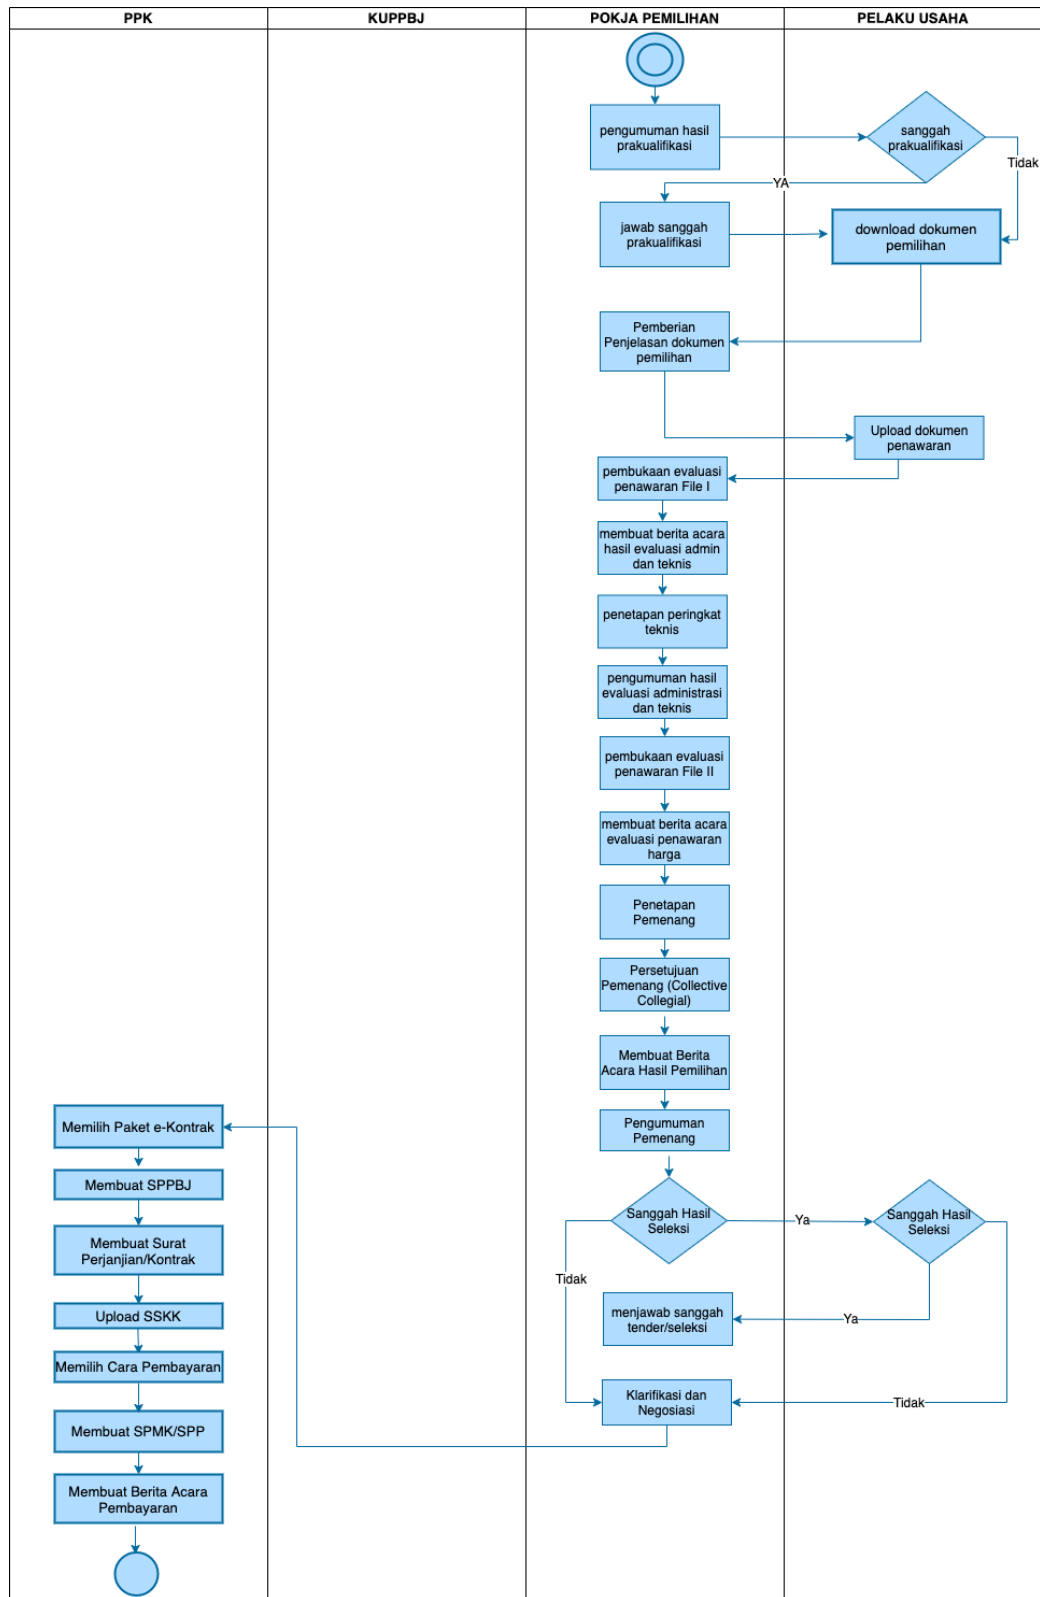 PPK
KUPPBJ
POKJA PEMILIHAN
PELAKU USAHA
pengumuman hasil
prakualifikasi
sanggah
prakualifikasi
Tidak
YA
jawab sanggah
prakualifikasi
download dokumen
pemilihan
Pemberian
Penjelasan dokumen
pemilihan
Upload dokumen
penawaran
pembukaan evaluasi
penawaran File I
membuat berita acara
hasil evaluasi admin
dan teknis
penetapan peringkat
teknis
pengumuman hasil
evaluasi administrasi
dan teknis
pembukaan evaluasi
penawaran File II
membuat berita acara
evaluasi penawaran
harga
Penetapan
Pemenang
Persetujuan
Pemenang (Collective
Collegial)
Membuat Berita
Acara Hasil Pemilihan
Pengumuman
Pemenang
Sanggah Hasil
Seleksi
Ya
Sanggah Hasil
Seleksi
Tidak
menjawab sanggah
tender/seleksi
Ya
Klarifikasi dan
Negosiasi
Tidak
Memilih Paket e-Kontrak
Membuat SPPBJ
Membuat Surat
Perjanjian/Kontrak
Upload SSKK
Memilih Cara Pembayaran
Membuat SPMK/SPP
Membuat Berita Acara
Pembayaran